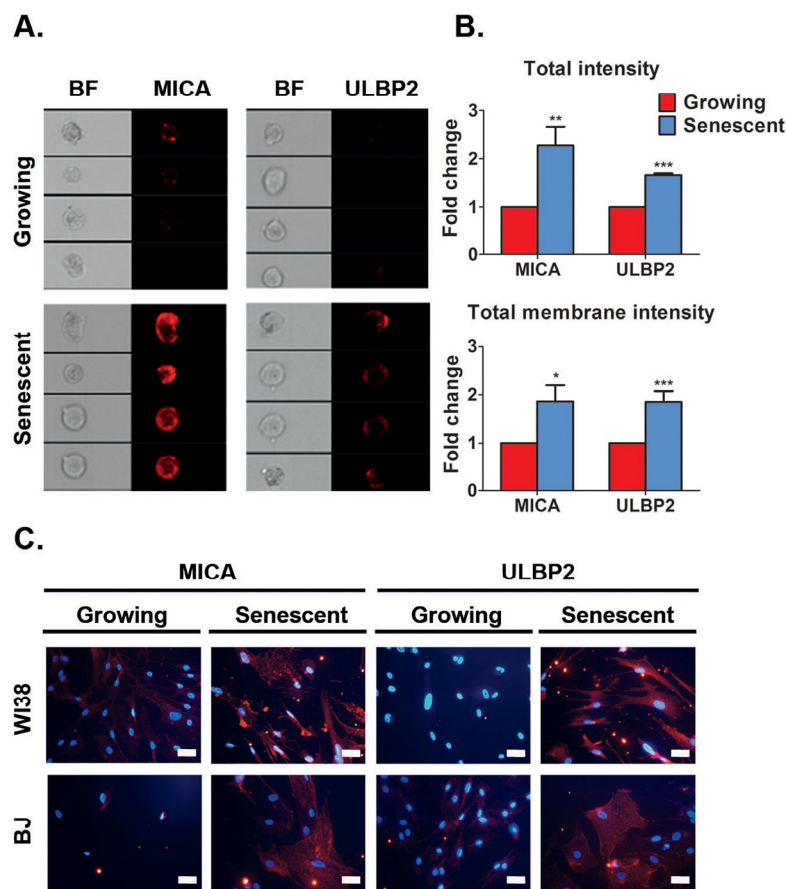 A.
BF MICA BF ULBP2
Growing
Senescent
B.
Total intensity
Growing
Senescent
Fold change
3
2
1
0
**
***
MICA ULBP2
Total membrane intensity
Fold change
3
2
1
0
*
***
MICA ULBP2
C.
MICA ULBP2
Growing Senescent Growing Senescent
WI38
BJ